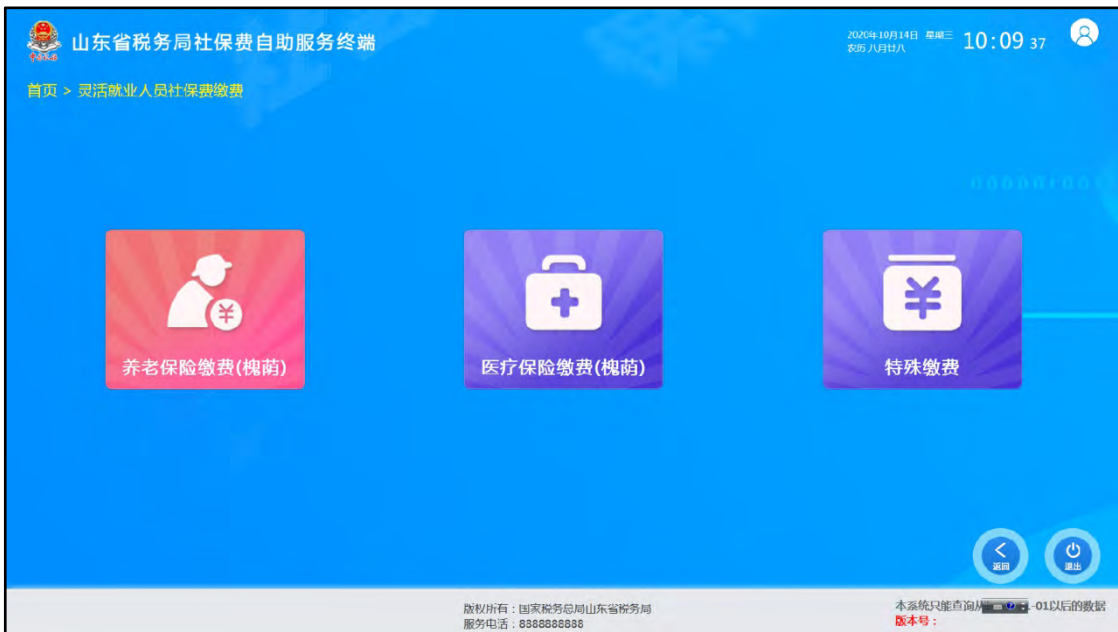 山东省税务局社保费自助服务终端
2020年10月14日 星期三
农历 八月廿八
10:09 37
首页 > 灵活就业人员社保费缴费
养老保险缴费(槐荫)
医疗保险缴费(槐荫)
特殊缴费
返回
退出
版权所有：国家税务总局山东省税务局
服务电话：8888888888
本系统只能查询从 -01以后的数据
版本号：